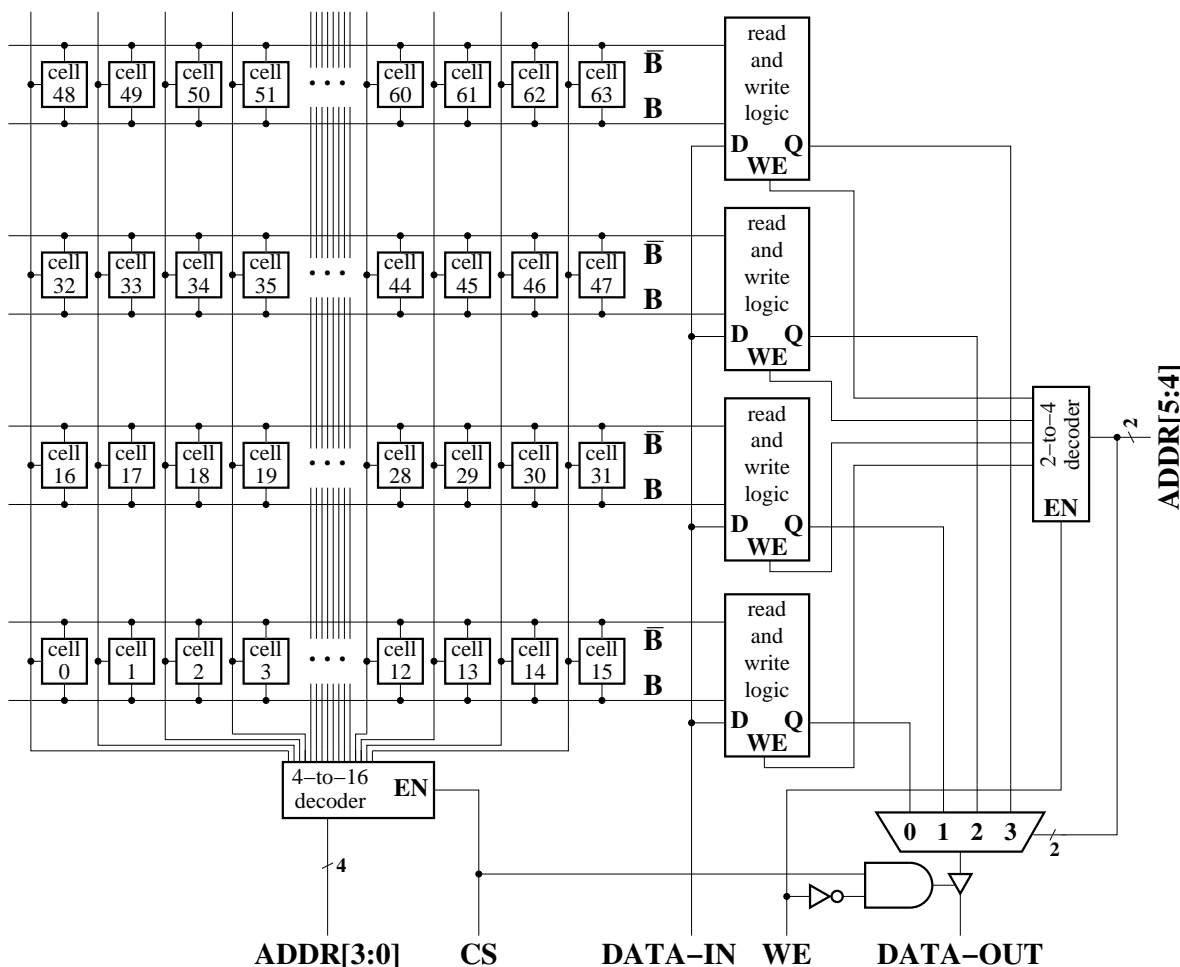 B̅
cell 48
cell 49
cell 50
cell 51
• • •
cell 60
cell 61
cell 62
cell 63
B
read
and
write
logic
D Q
WE
B̅
cell 32
cell 33
cell 34
cell 35
• • •
cell 44
cell 45
cell 46
cell 47
B
read
and
write
logic
D Q
WE
B̅
cell 16
cell 17
cell 18
cell 19
• • •
cell 28
cell 29
cell 30
cell 31
B
read
and
write
logic
D Q
WE
2−to−4
decoder
EN
2
ADDR[5:4]
B̅
cell 0
cell 1
cell 2
cell 3
• • •
cell 12
cell 13
cell 14
cell 15
B
read
and
write
logic
D Q
WE
4−to−16
decoder
EN
0 1 2 3
2
4
ADDR[3:0] CS DATA−IN WE DATA−OUT